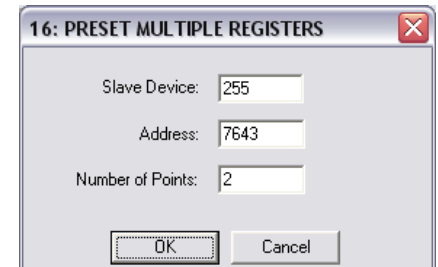 16: PRESET MULTIPLE REGISTERS
Slave Device: 255
Address: 7643
Number of Points: 2
OK Cancel